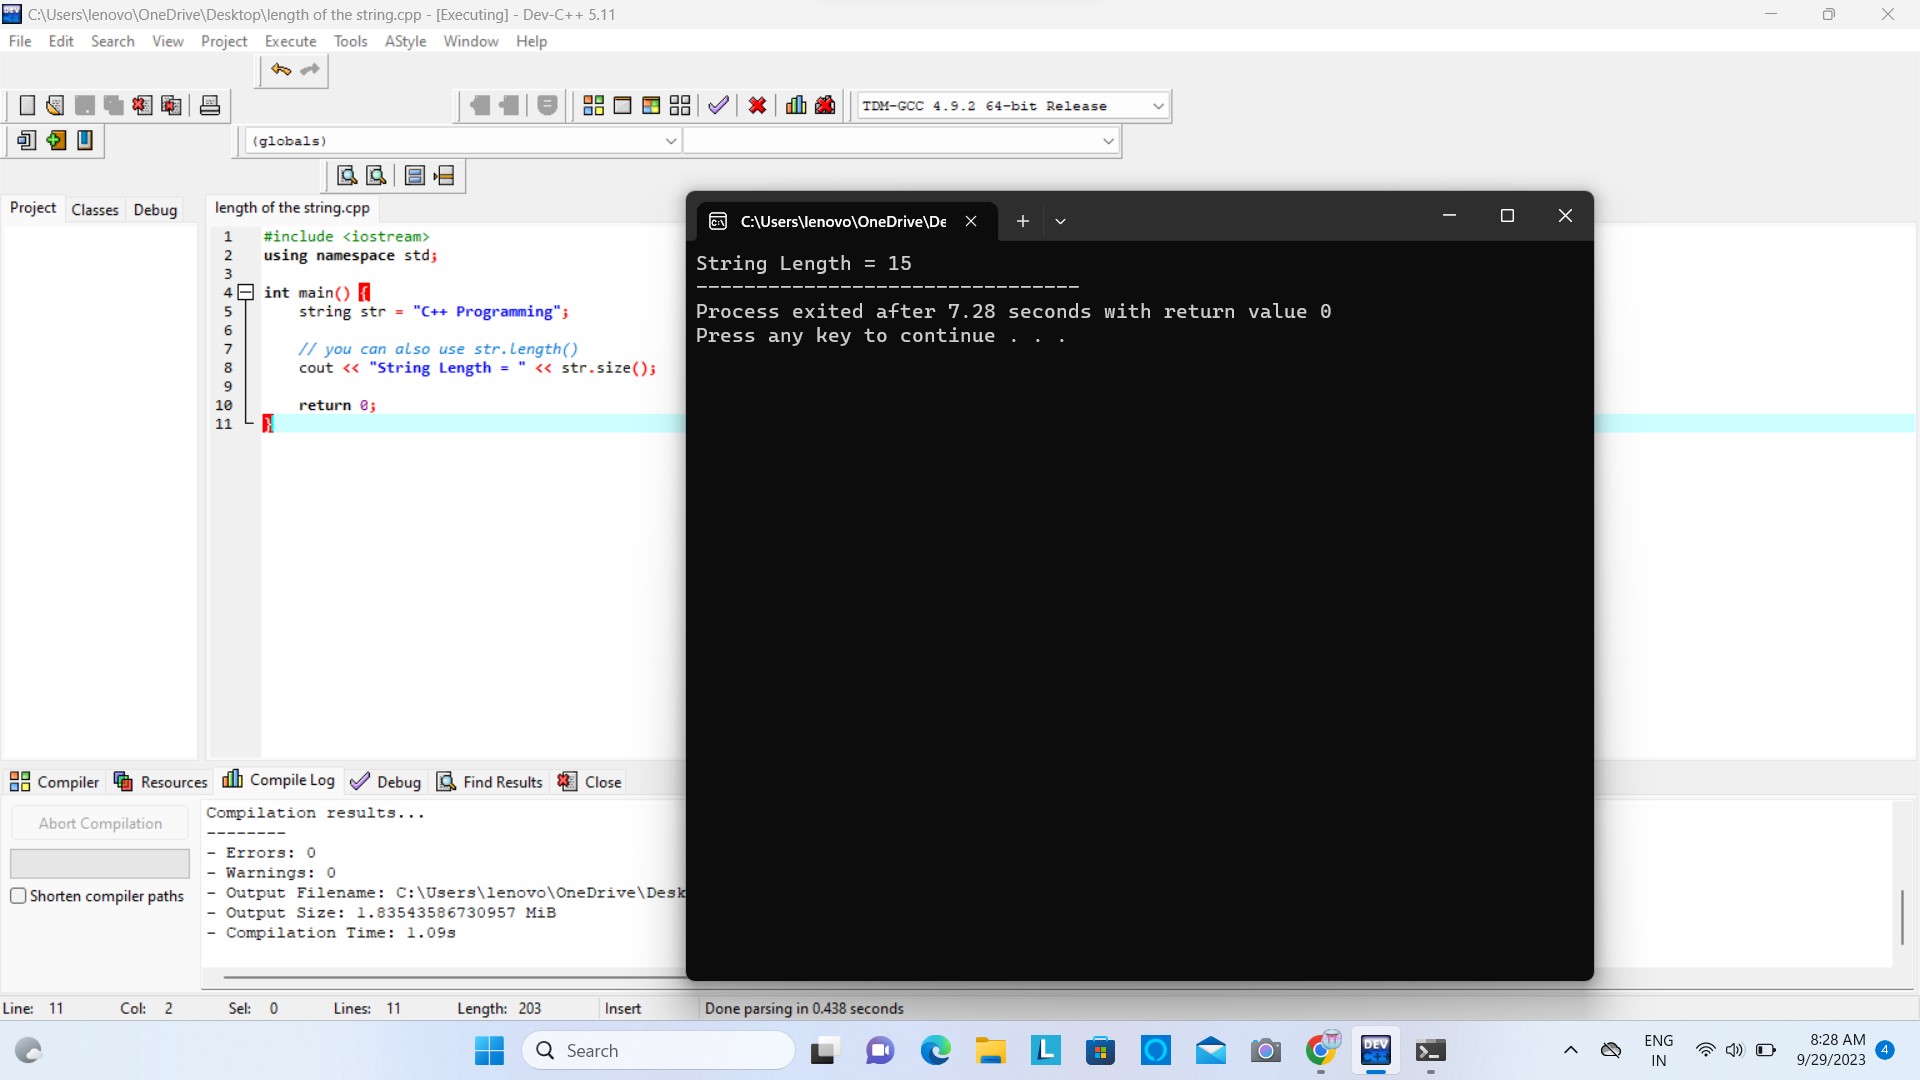 C:\Users\lenovo\OneDrive\Desktop\length of the string.cpp - [Executing] - Dev-C++ 5.11
File Edit Search View Project Execute Tools AStyle Window Help
TDM-GCC 4.9.2 64-bit Release
(globals)
Project Classes Debug
length of the string.cpp
1 #include <iostream>
2 using namespace std;
3
4 int main() {
5 string str = "C++ Programming";
6
7 // you can also use str.length()
8 cout << "String Length = " << str.size();
9
10 return 0;
11 }
C:\Users\lenovo\OneDrive\De
String Length = 15
--------------------------------
Process exited after 7.28 seconds with return value 0
Press any key to continue . . .
Compiler Resources Compile Log Debug Find Results Close
Abort Compilation
Shorten compiler paths
Compilation results...
--------
- Errors: 0
- Warnings: 0
- Output Filename: C:\Users\lenovo\OneDrive\Desk
- Output Size: 1.83543586730957 MiB
- Compilation Time: 1.09s
Line: 11 Col: 2 Sel: 0 Lines: 11 Length: 203 Insert Done parsing in 0.438 seconds
Search
L
DEV
ENG
IN
8:28 AM
9/29/2023
4